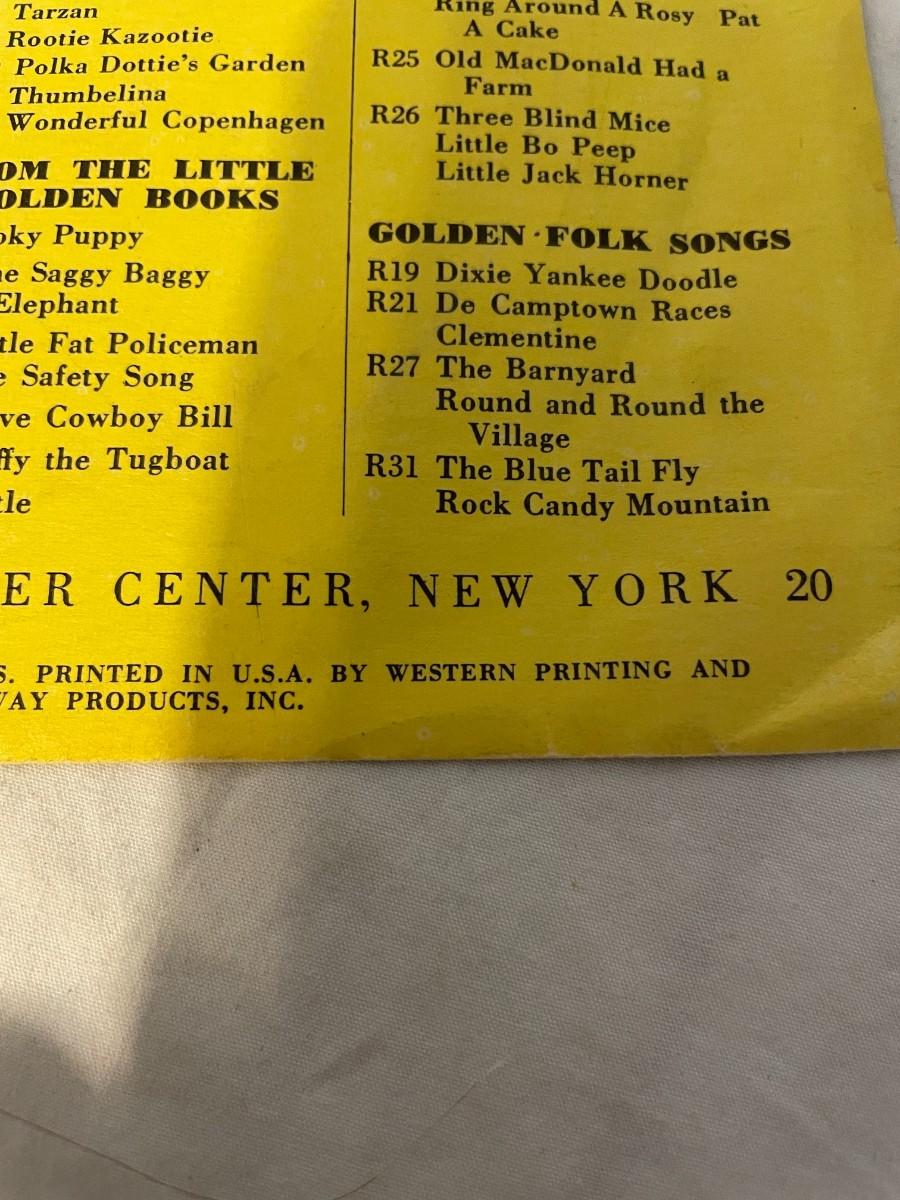 Tarzan
Rootie Kazootie
Polka Dottie's Garden
Thumbelina
Wonderful Copenhagen
OM THE LITTLE
OLDEN BOOKS
oky Puppy
e Saggy Baggy
Elephant
tle Fat Policeman
e Safety Song
ve Cowboy Bill
ffy the Tugboat
tle
Ring Around A Rosy Pat
A Cake
R25 Old MacDonald Had a
Farm
R26 Three Blind Mice
Little Bo Peep
Little Jack Horner
GOLDEN·FOLK SONGS
R19 Dixie Yankee Doodle
R21 De Camptown Races
Clementine
R27 The Barnyard
Round and Round the
Village
R31 The Blue Tail Fly
Rock Candy Mountain
ER CENTER, NEW YORK 20
S. PRINTED IN U.S.A. BY WESTERN PRINTING AND
WAY PRODUCTS, INC.